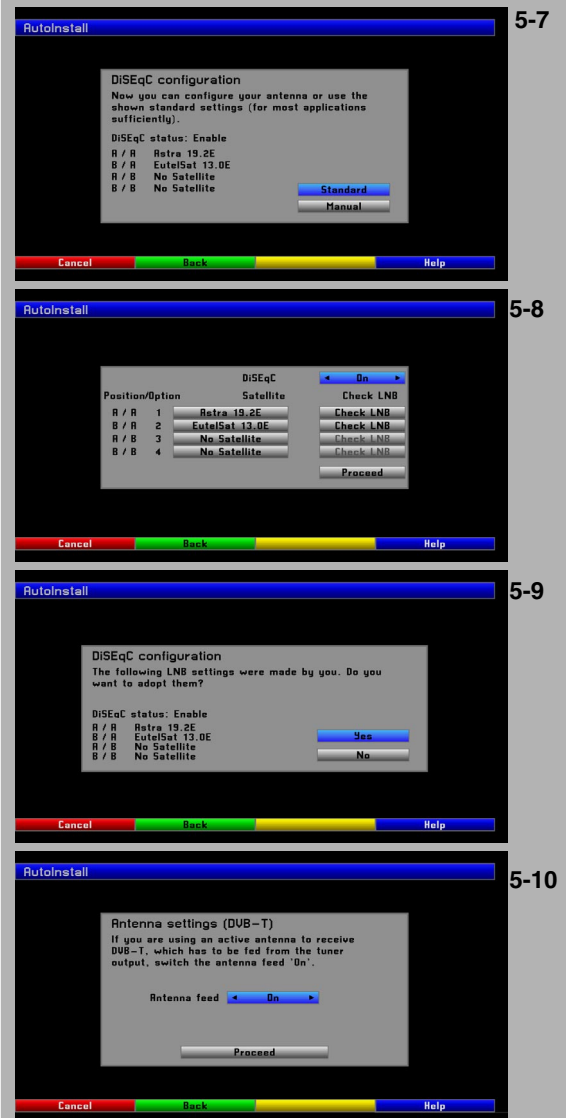 5-7
AutoInstall
DiSEqC configuration
Now you can configure your antenna or use the
shown standard settings (for most applications
sufficiently).
DiSEqC status: Enable
A / A Astra 19.2E
B / A EutelSat 13.0E
A / B No Satellite
B / B No Satellite
Standard
Manual
Cancel Back Help
5-8
AutoInstall
DiSEqC On
Position/Option Satellite Check LNB
A / A 1 Astra 19.2E Check LNB
B / A 2 EutelSat 13.0E Check LNB
A / B 3 No Satellite Check LNB
B / B 4 No Satellite Check LNB
Proceed
Cancel Back Help
5-9
AutoInstall
DiSEqC configuration
The following LNB settings were made by you. Do you
want to adopt them?
DiSEqC status: Enable
A / A Astra 19.2E
B / A EutelSat 13.0E
A / B No Satellite
B / B No Satellite
Yes
No
Cancel Back Help
5-10
AutoInstall
Antenna settings (DVB-T)
If you are using an active antenna to receive
DVB-T, which has to be fed from the tuner
output, switch the antenna feed 'On'.
Antenna feed On
Proceed
Cancel Back Help